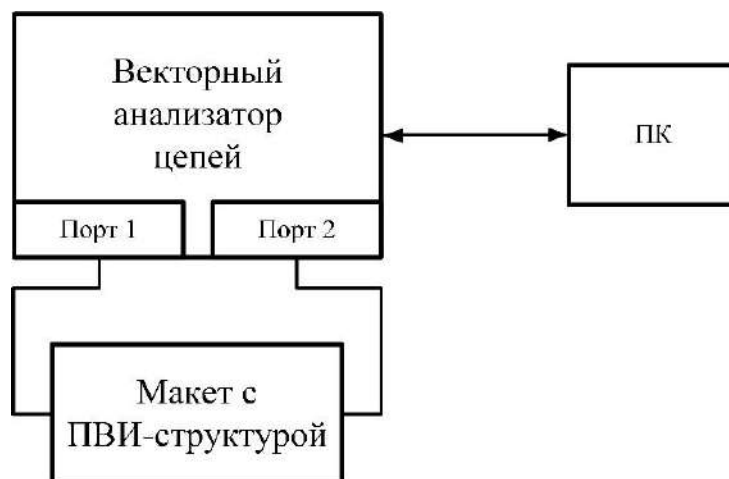 Векторный
анализатор
цепей
ПК
Порт 1
Порт 2
Макет с
ПВИ-структурой